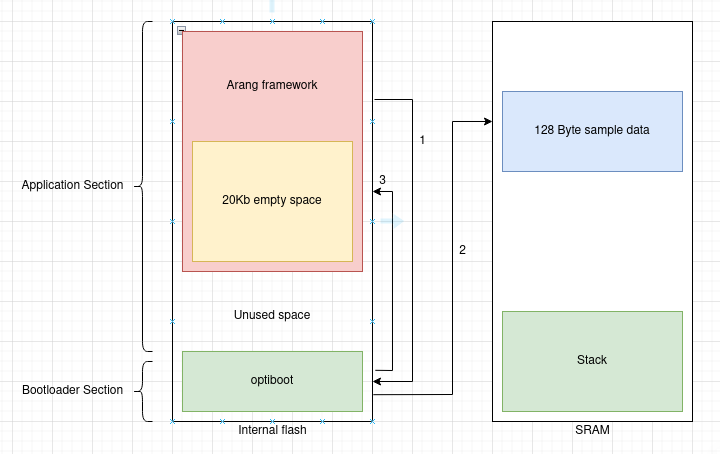 Arang framework
1
128 Byte sample data
3
Application Section
20Kb empty space
2
Unused space
optiboot
Stack
Bootloader Section
Internal flash
SRAM